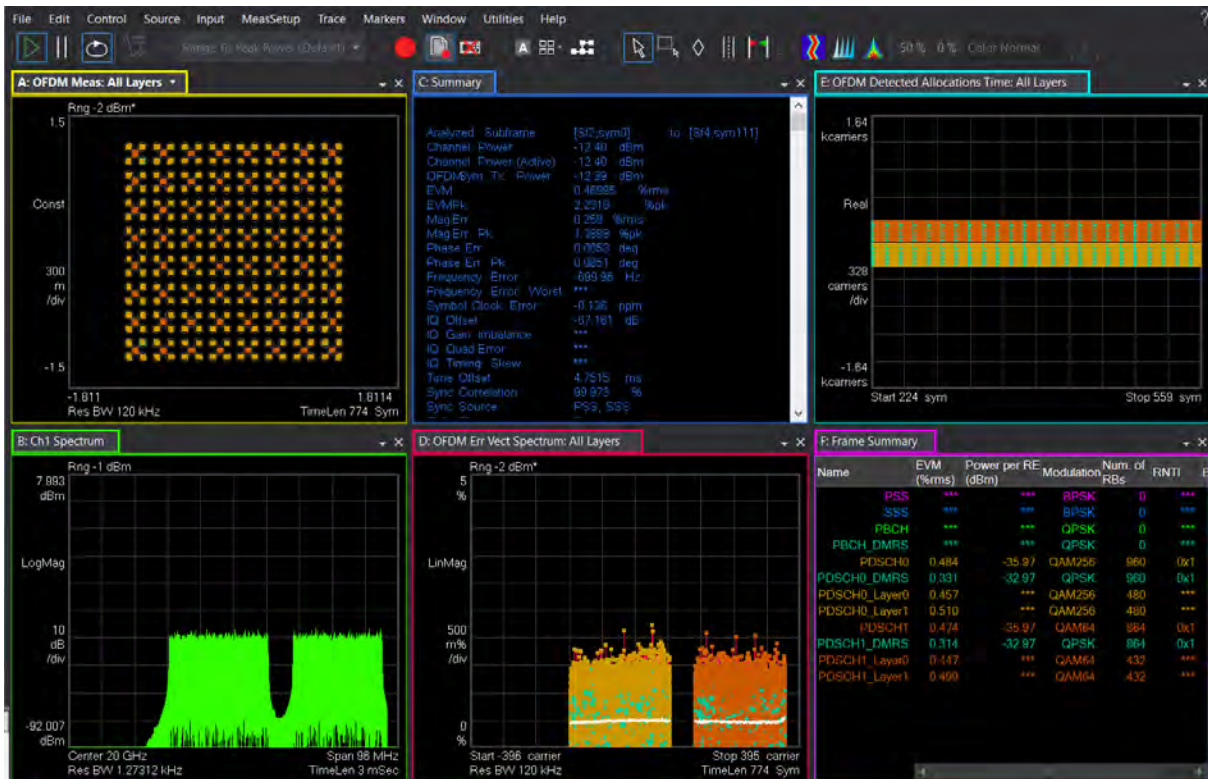 File Edit Control Source Input MeasSetup Trace Markers Window Utilities Help
Range To Peak Power (Default)
A
50 % 0 % Color Normal
A: OFDM Meas: All Layers
Rng -2 dBm*
1.5
Const
300
m
/div
-1.5
-1.811 1.8114
Res BW 120 kHz TimeLen 774 Sym
C: Summary
Analyzed Subframe [Sf2,sym0] to [Sf4,sym111]
Channel Power -12.40 dBm
Channel Power (Active) -12.40 dBm
OFDMSym TX Power -12.39 dBm
EVM %rms
EVMPk %pk
MagErr 0.259 %rms
MagErr Pk %pk
Phase Err 0.0053 deg
Phase Err Pk 0.0851 deg
Frequency Error -699.96 Hz
Frequency Error Worst ***
Symbol Clock Error -0.136 ppm
IQ Offset -67.161 dB
IQ Gain Imbalance ***
IQ Quad Error ***
IQ Timing Skew ***
Time Offset 4.7515 ms
Sync Correlation 99.973 %
Sync Source PSS, SSS
E: OFDM Detected Allocations Time: All Layers
1.64
kcarriers
Real
328
carriers
/div
-1.64
kcarriers
Start 224 sym Stop 559 sym
B: Ch1 Spectrum
Rng -1 dBm
7.993
dBm
LogMag
10
dB
/div
-92.007
dBm
Center 20 GHz Span 98 MHz
Res BW 1.27312 kHz TimeLen 3 mSec
D: OFDM Err Vect Spectrum: All Layers
Rng -2 dBm*
5
%
LinMag
500
m%
/div
0
%
Start -396 carrier Stop 395 carrier
Res BW 120 kHz TimeLen 774 Sym
F: Frame Summary
Name EVM (%rms) Power per RE (dBm) Modulation Num. of RBs RNTI
PSS *** *** BPSK 0 ***
SSS *** *** BPSK 0 ***
PBCH *** *** QPSK 0 ***
PBCH_DMRS *** *** QPSK 0 ***
PDSCH0 0.484 -35.97 QAM256 960 0x1
PDSCH0_DMRS 0.331 -32.97 QPSK 960 0x1
PDSCH0_Layer0 0.457 *** QAM256 480 ***
PDSCH0_Layer1 0.510 *** QAM256 480 ***
PDSCH1 0.474 -35.97 QAM64 864 0x1
PDSCH1_DMRS 0.314 -32.97 QPSK 864 0x1
PDSCH1_Layer0 0.447 *** QAM64 432 ***
PDSCH1_Layer1 0.499 *** QAM64 432 ***